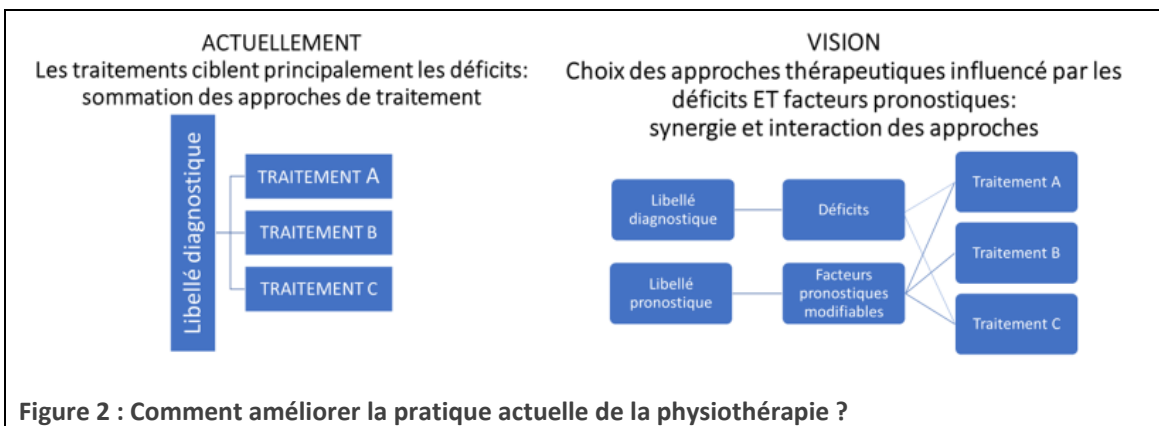 ACTUELLEMENT
Les traitements ciblent principalement les déficits:
sommation des approches de traitement
Libellé diagnostique
TRAITEMENT A
TRAITEMENT B
TRAITEMENT C
VISION
Choix des approches thérapeutiques influencé par les
déficits ET facteurs pronostiques:
synergie et interaction des approches
Libellé
diagnostique
Déficits
Libellé
pronostique
Facteurs
pronostiques
modifiables
Traitement A
Traitement B
Traitement C
Figure 2 : Comment améliorer la pratique actuelle de la physiothérapie ?